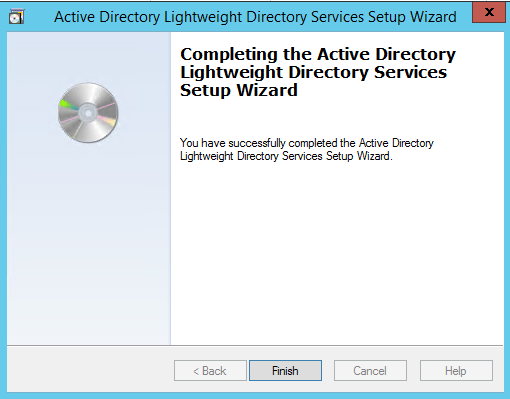 Active Directory Lightweight Directory Services Setup Wizard
x
Completing the Active Directory
Lightweight Directory Services
Setup Wizard
You have successfully completed the Active Directory
Lightweight Directory Services Setup Wizard.
< Back
Finish
Cancel
Help